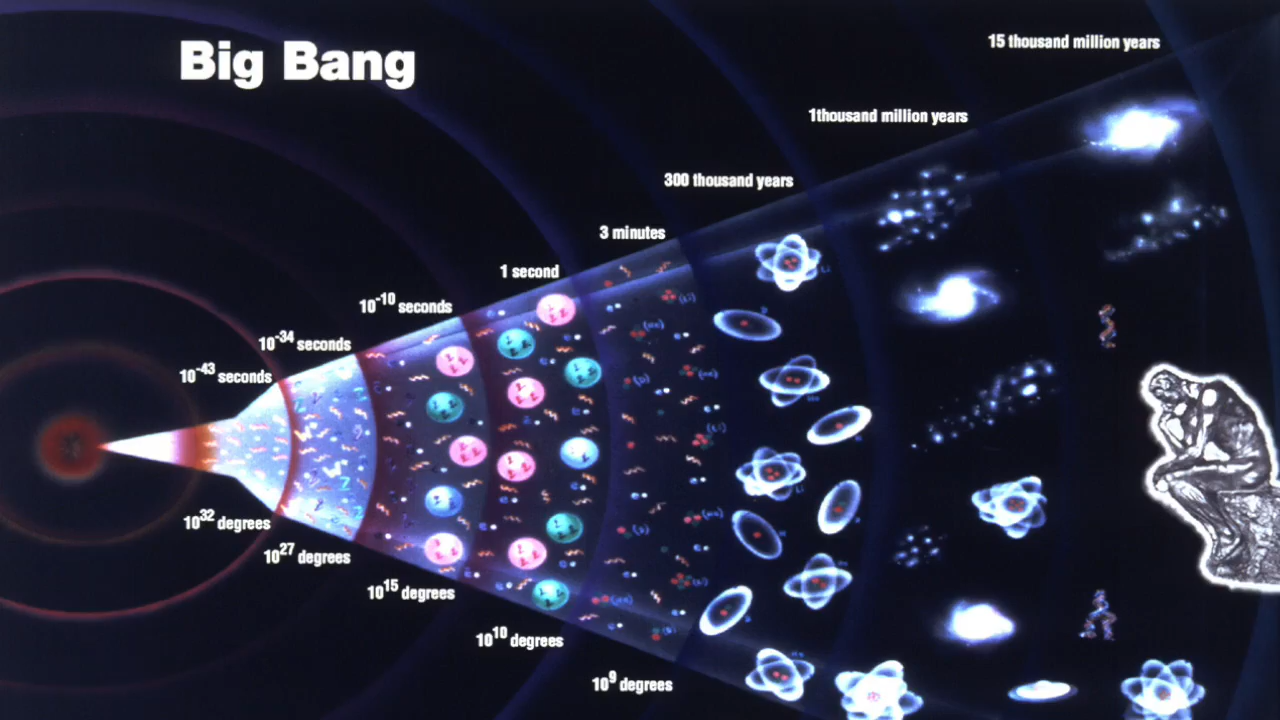 Big Bang
15 thousand million years
1thousand million years
300 thousand years
3 minutes
1 second
10⁻¹⁰ seconds
10⁻³⁴ seconds
10⁻⁴³ seconds
10³² degrees
10²⁷ degrees
10¹⁵ degrees
10¹⁰ degrees
10⁹ degrees